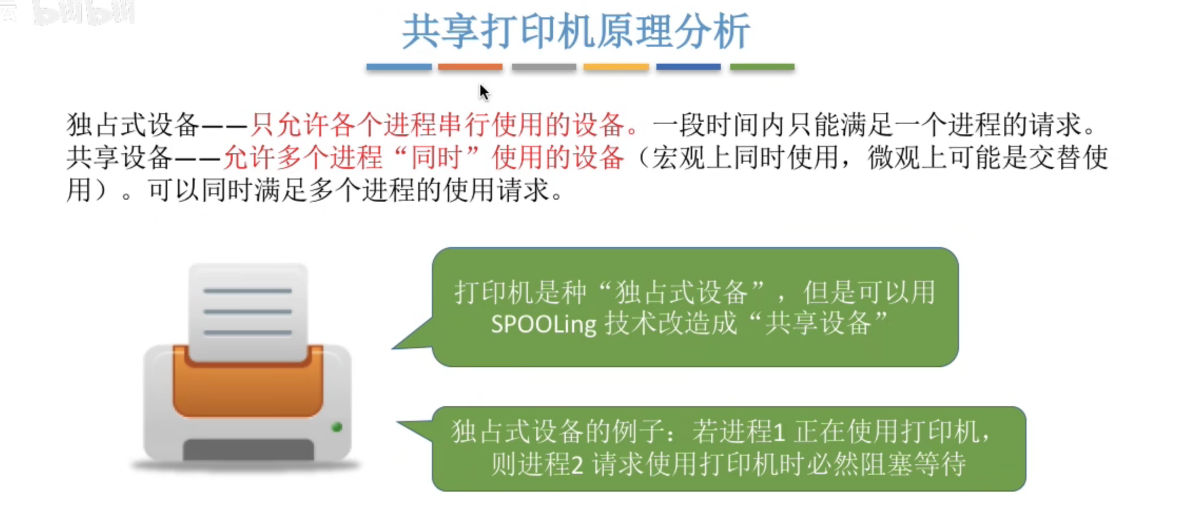 bilibili
共享打印机原理分析
独占式设备——只允许各个进程串行使用的设备。一段时间内只能满足一个进程的请求。
共享设备——允许多个进程“同时”使用的设备（宏观上同时使用，微观上可能是交替使
用）。可以同时满足多个进程的使用请求。
打印机是种“独占式设备”，但是可以用
SPOOLing 技术改造成“共享设备”
独占式设备的例子：若进程1 正在使用打印机，
则进程2 请求使用打印机时必然阻塞等待